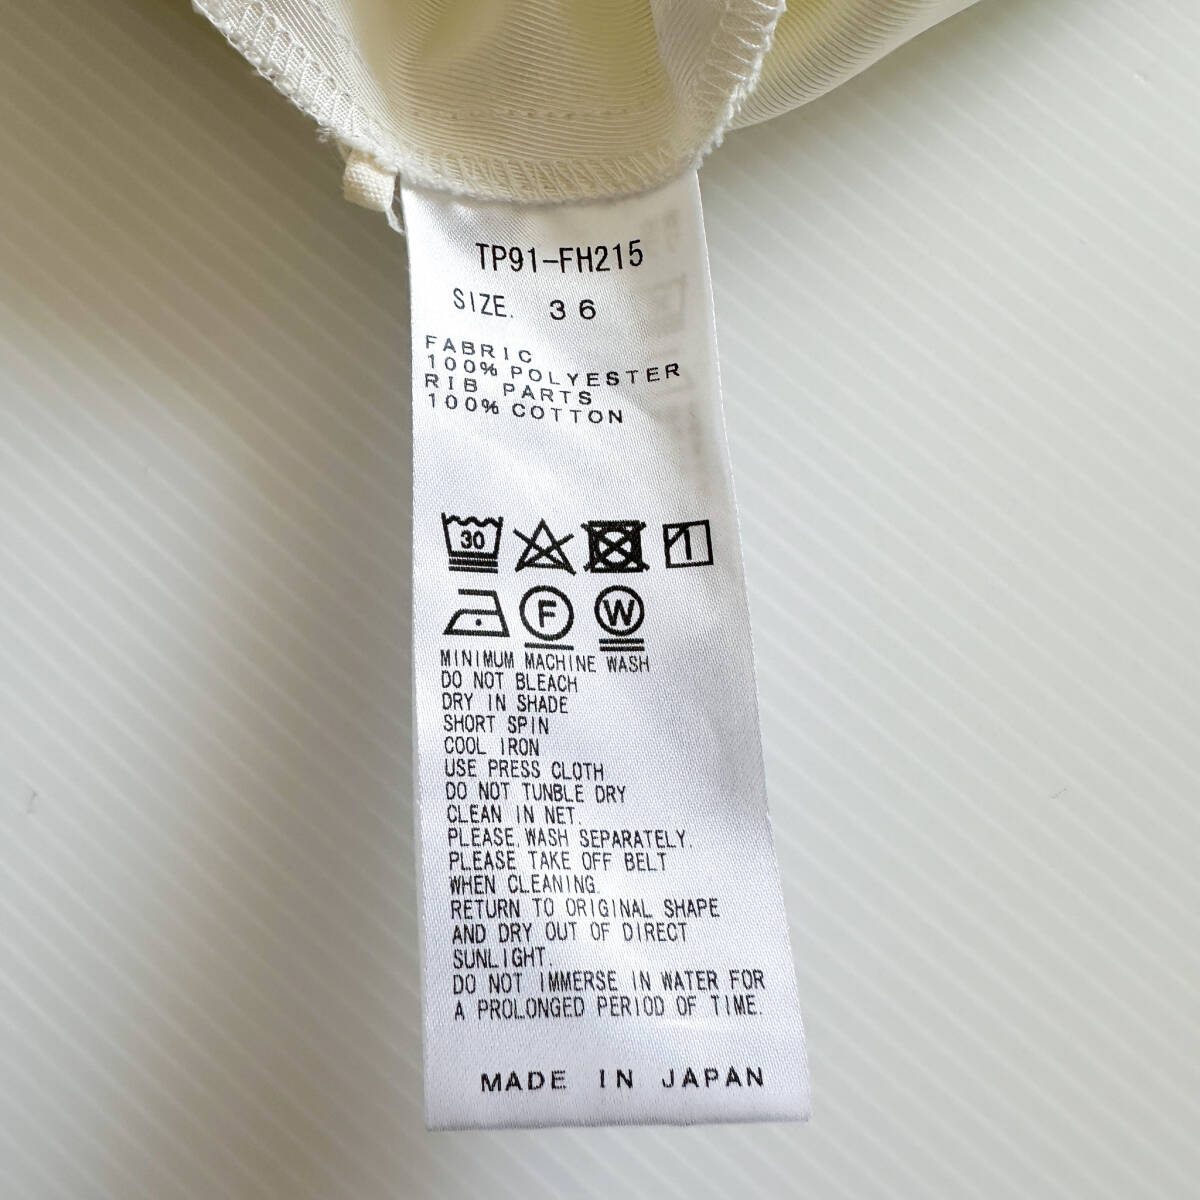 TP91-FH215
SIZE. 36
FABRIC
100% POLYESTER
RIB PARTS
100% COTTON
30
F W
MINIMUM MACHINE WASH
DO NOT BLEACH
DRY IN SHADE
SHORT SPIN
COOL IRON
USE PRESS CLOTH
DO NOT TUNBLE DRY
CLEAN IN NET.
PLEASE WASH SEPARATELY.
PLEASE TAKE OFF BELT
WHEN CLEANING.
RETURN TO ORIGINAL SHAPE
AND DRY OUT OF DIRECT
SUNLIGHT.
DO NOT IMMERSE IN WATER FOR
A PROLONGED PERIOD OF TIME.
MADE IN JAPAN